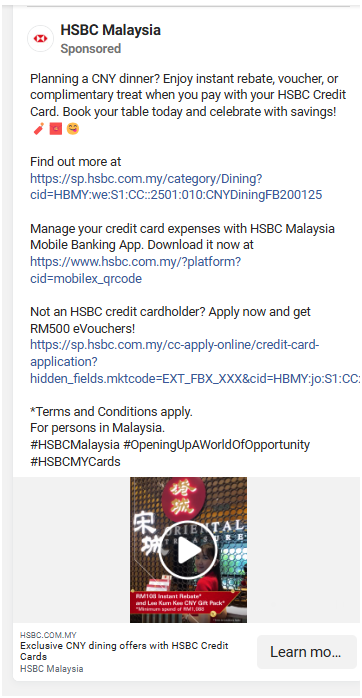 HSBC Malaysia
Sponsored
Planning a CNY dinner? Enjoy instant rebate, voucher, or
complimentary treat when you pay with your HSBC Credit
Card. Book your table today and celebrate with savings!
🧨🧧😋
Find out more at
https://sp.hsbc.com.my/category/Dining?
cid=HBMY:we:S1:CC::2501:010:CNYDiningFB200125
Manage your credit card expenses with HSBC Malaysia
Mobile Banking App. Download it now at
https://www.hsbc.com.my/?platform?
cid=mobilex_qrcode
Not an HSBC credit cardholder? Apply now and get
RM500 eVouchers!
https://sp.hsbc.com.my/cc-apply-online/credit-card-
application?
hidden_fields.mktcode=EXT_FBX_XXX&cid=HBMY:jo:S1:CC:
*Terms and Conditions apply.
For persons in Malaysia.
#HSBCMalaysia #OpeningUpAWorldOfOpportunity
#HSBCMYCards
港城
宋城
ORIENTAL
TREASURES
RM108 Instant Rebate*
and Lee Kum Kee CNY Gift Pack*
*Minimum spend of RM1,088
HSBC.COM.MY
Exclusive CNY dining offers with HSBC Credit
Cards
HSBC Malaysia
Learn mo...